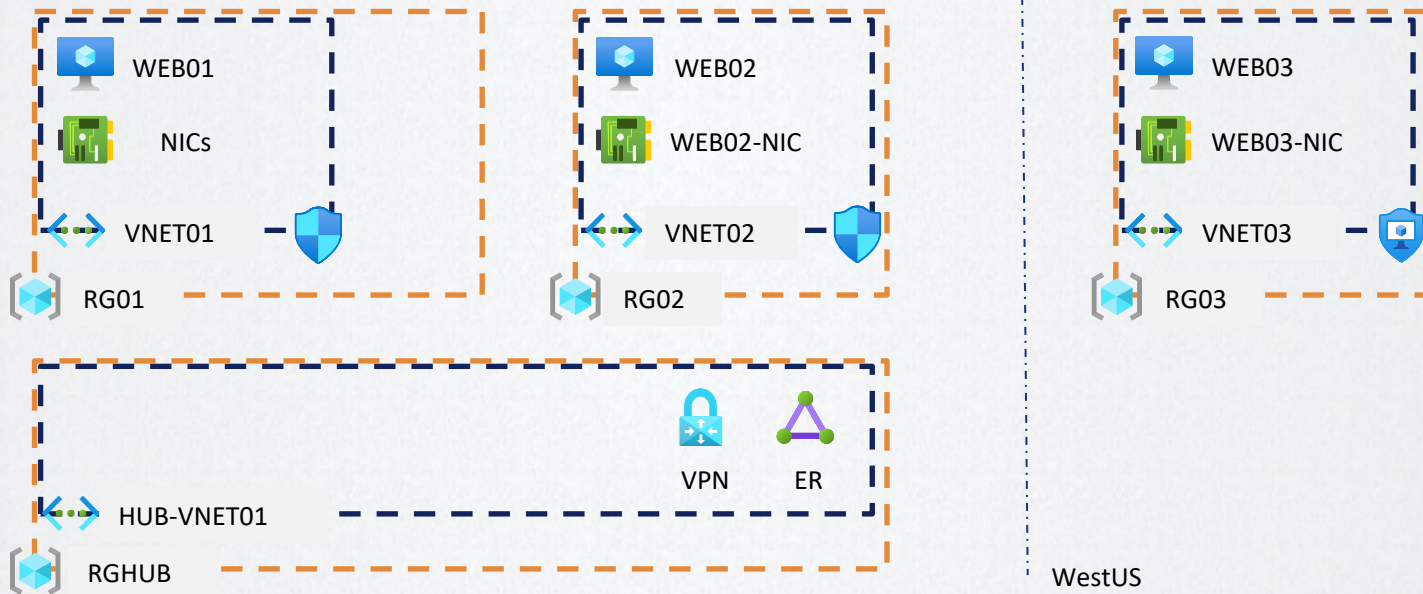 WEB01
NICs
VNET01
RG01
WEB02
WEB02-NIC
VNET02
RG02
WEB03
WEB03-NIC
VNET03
RG03
VPN
ER
HUB-VNET01
RGHUB
WestUS